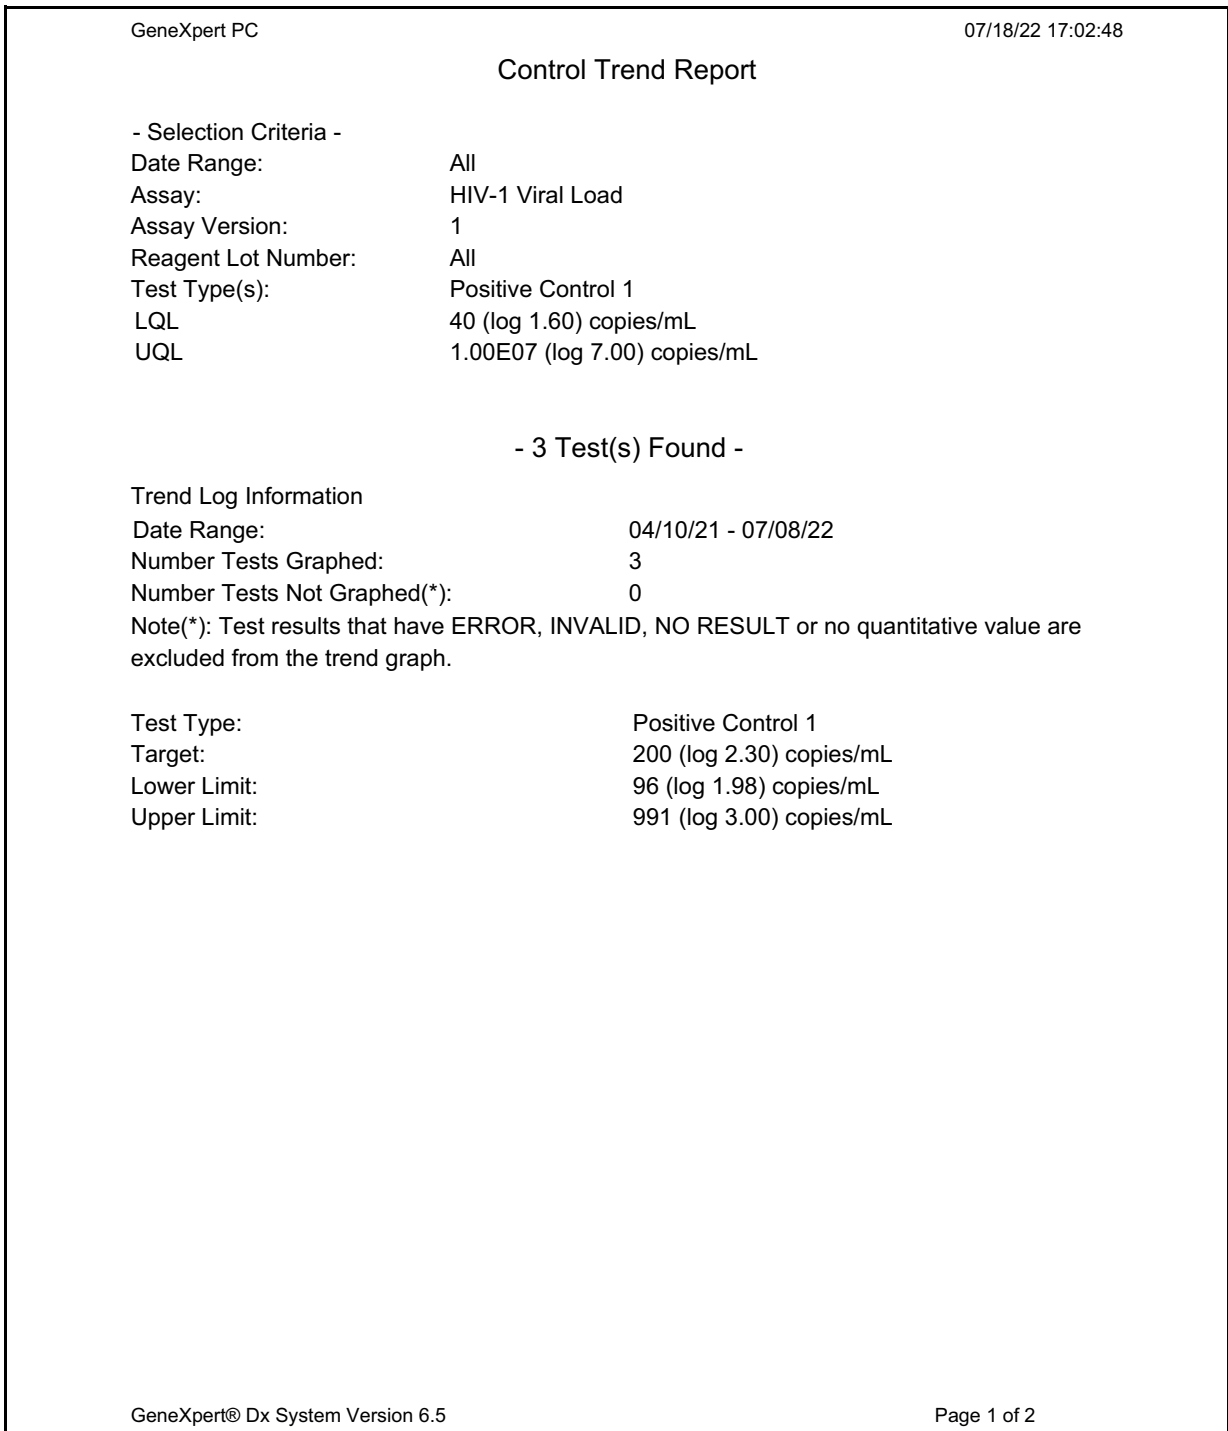 GeneXpert PC 07/18/22 17:02:48
Control Trend Report
- Selection Criteria -
Date Range: All
Assay: HIV-1 Viral Load
Assay Version: 1
Reagent Lot Number: All
Test Type(s): Positive Control 1
LQL 40 (log 1.60) copies/mL
UQL 1.00E07 (log 7.00) copies/mL
- 3 Test(s) Found -
Trend Log Information
Date Range: 04/10/21 - 07/08/22
Number Tests Graphed: 3
Number Tests Not Graphed(*): 0
Note(*): Test results that have ERROR, INVALID, NO RESULT or no quantitative value are
excluded from the trend graph.
Test Type: Positive Control 1
Target: 200 (log 2.30) copies/mL
Lower Limit: 96 (log 1.98) copies/mL
Upper Limit: 991 (log 3.00) copies/mL
GeneXpert® Dx System Version 6.5 Page 1 of 2